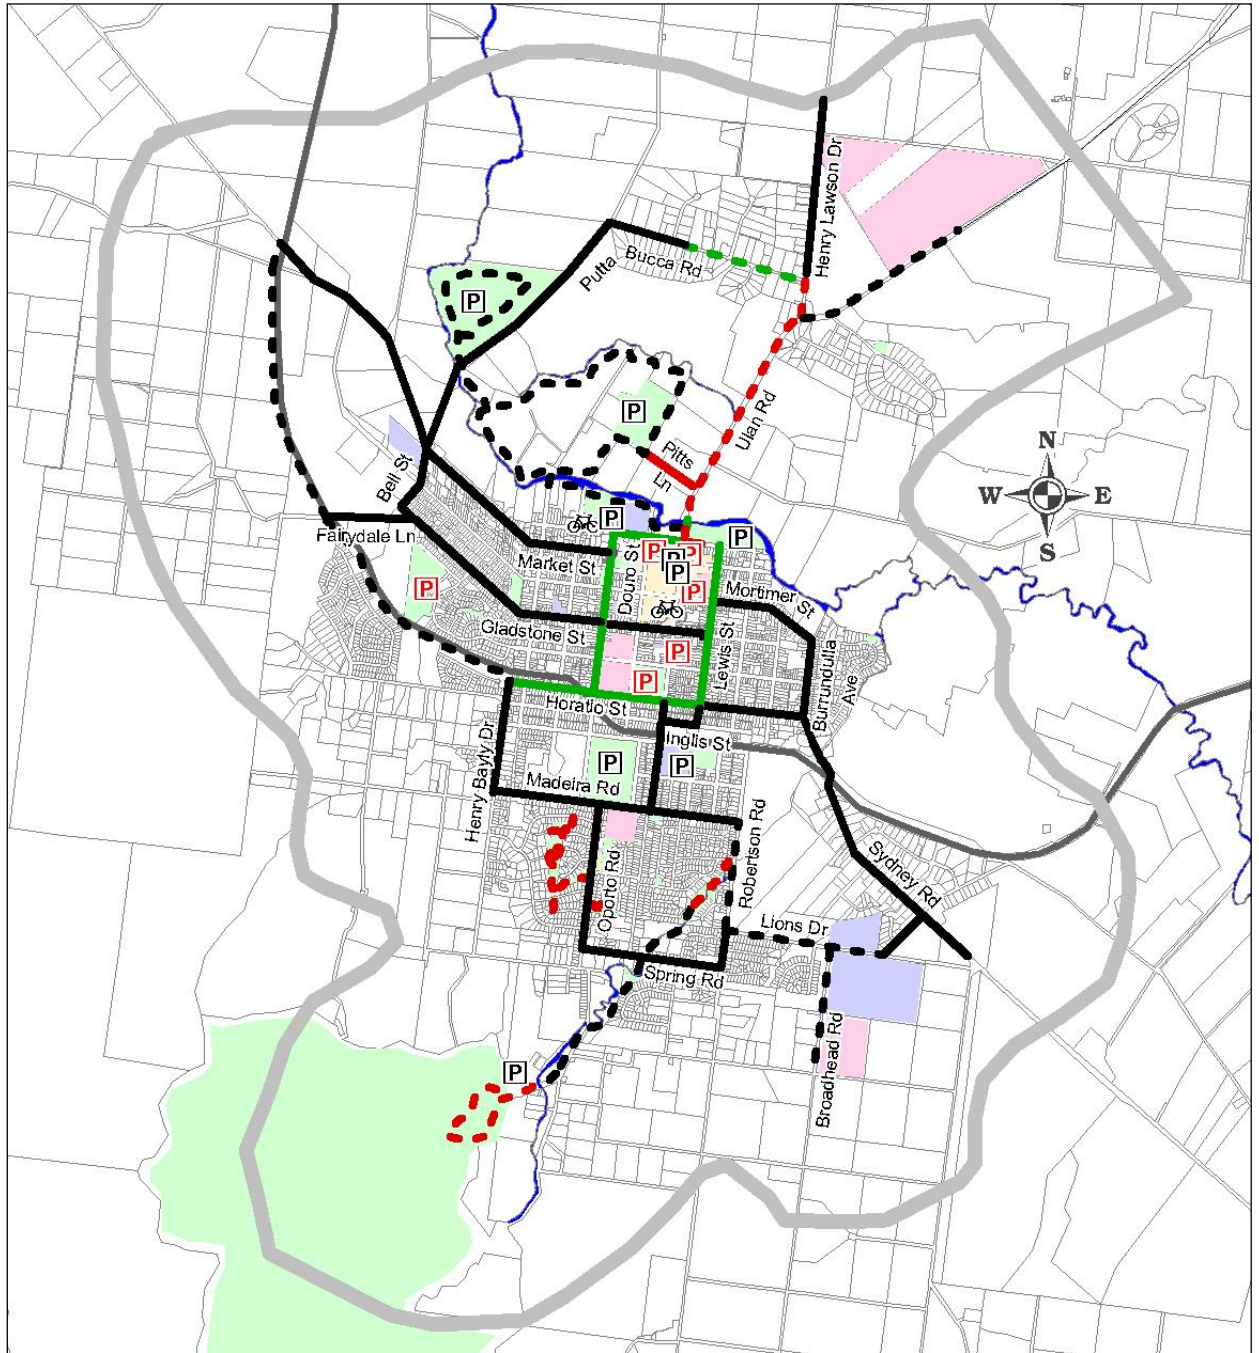 Henry Lawson Dr
Putta
Bucca Rd
P
Ulan Rd
P
Pitts
Ln
N
W
E
S
Bell St
P
P
Fairydale Ln
Market St
Douro St
P
P
P
P
P
P
Mortimer St
Gladstone St
Lewis St
P
P
Burrundulla
Ave
Horatio St
Inglis St
P
P
Henry Bayly Dr
Madeira Rd
Robertson Rd
Oporto Rd
Sydney Rd
Lions Dr
Spring Rd
P
Broadhead Rd